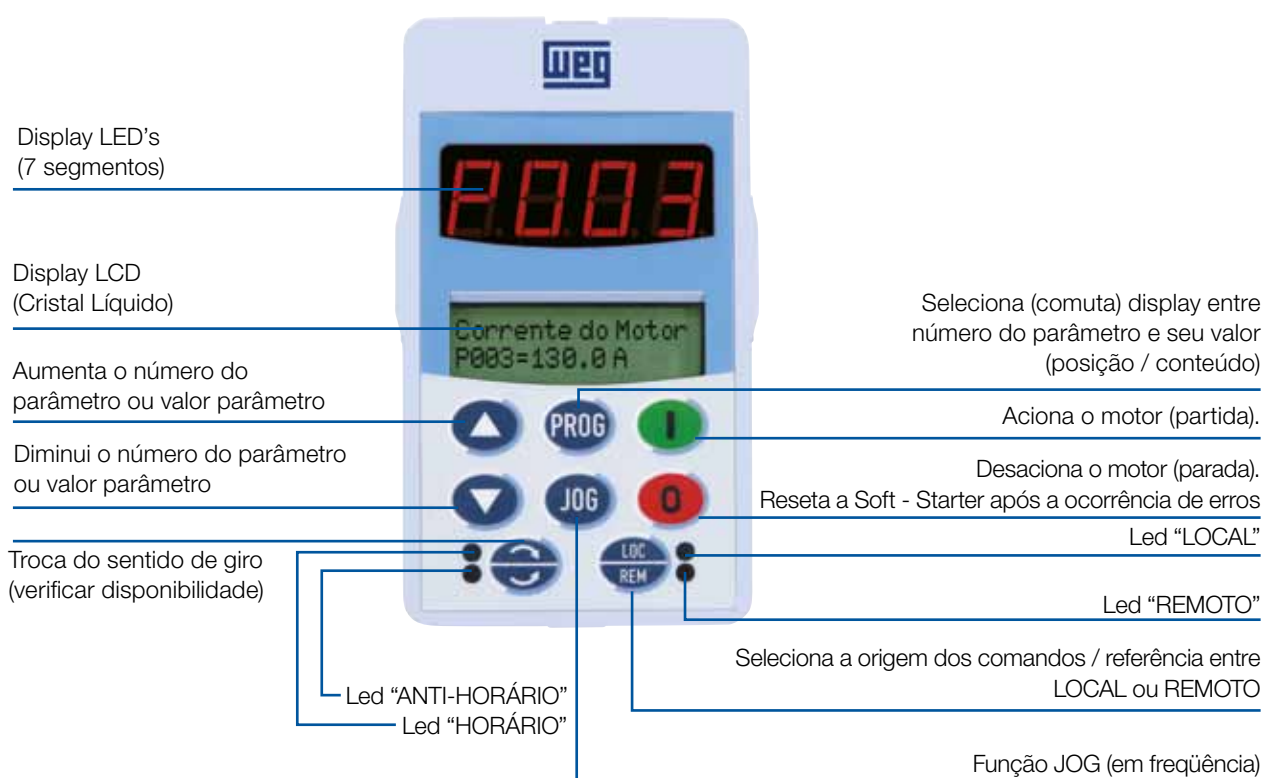 WEG
Display LED's
(7 segmentos)
P003
Display LCD
(Cristal Líquido)
Corrente do Motor
P003=130.0 A
Aumenta o número do
parâmetro ou valor parâmetro
Diminui o número do parâmetro
ou valor parâmetro
Troca do sentido de giro
(verificar disponibilidade)
Led "ANTI-HORÁRIO"
Led "HORÁRIO"
PROG
I
JOG
0
LOC
REM
Seleciona (comuta) display entre
número do parâmetro e seu valor
(posição / conteúdo)
Aciona o motor (partida).
Desaciona o motor (parada).
Reseta a Soft - Starter após a ocorrência de erros
Led "LOCAL"
Led "REMOTO"
Seleciona a origem dos comandos / referência entre
LOCAL ou REMOTO
Função JOG (em freqüência)